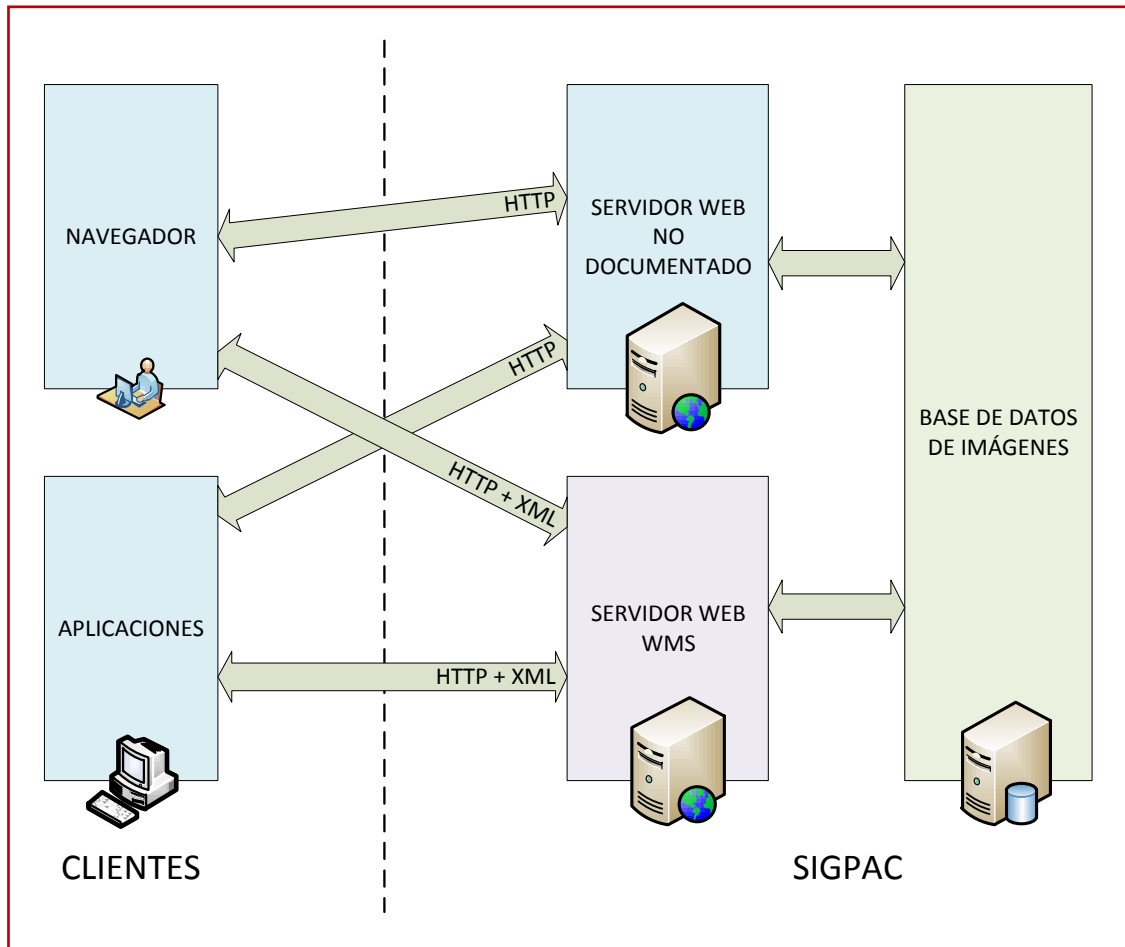 NAVEGADOR
HTTP
SERVIDOR WEB
NO
DOCUMENTADO
HTTP
BASE DE DATOS
DE IMÁGENES
HTTP + XML
APLICACIONES
SERVIDOR WEB
WMS
HTTP + XML
CLIENTES
SIGPAC